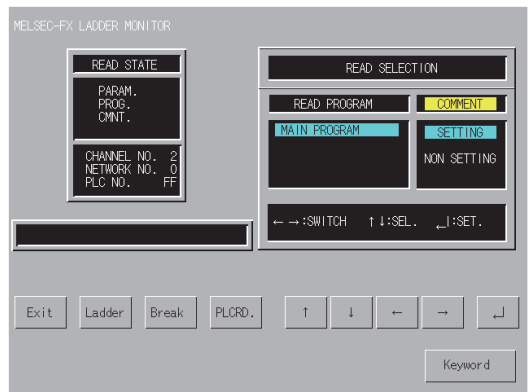 MELSEC-FX LADDER MONITOR
READ STATE
PARAM.
PROG.
CMNT.
CHANNEL NO. 2
NETWORK NO. 0
PLC NO. FF
READ SELECTION
READ PROGRAM COMMENT
MAIN PROGRAM SETTING
NON SETTING
←→:SWITCH ↑↓:SEL. ↵:SET.
Exit Ladder Break PLCRD. ↑ ↓ ← → ↵
Keyword